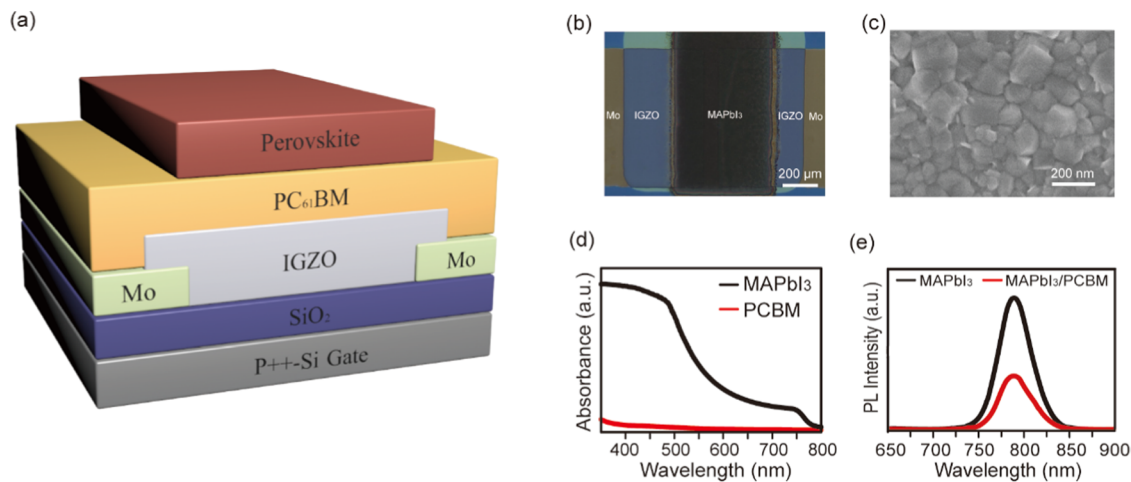 (a)
Perovskite
PC₆₁BM
IGZO
Mo
Mo
SiO₂
P++-Si Gate
(b)
Mo
IGZO
MAPbI₃
IGZO
Mo
200 μm
(c)
200 nm
(d)
Absorbance (a.u.)
MAPbI₃
PCBM
400 500 600 700 800
Wavelength (nm)
(e)
PL Intensity (a.u.)
MAPbI₃ MAPbI₃/PCBM
650 700 750 800 850 900
Wavelength (nm)